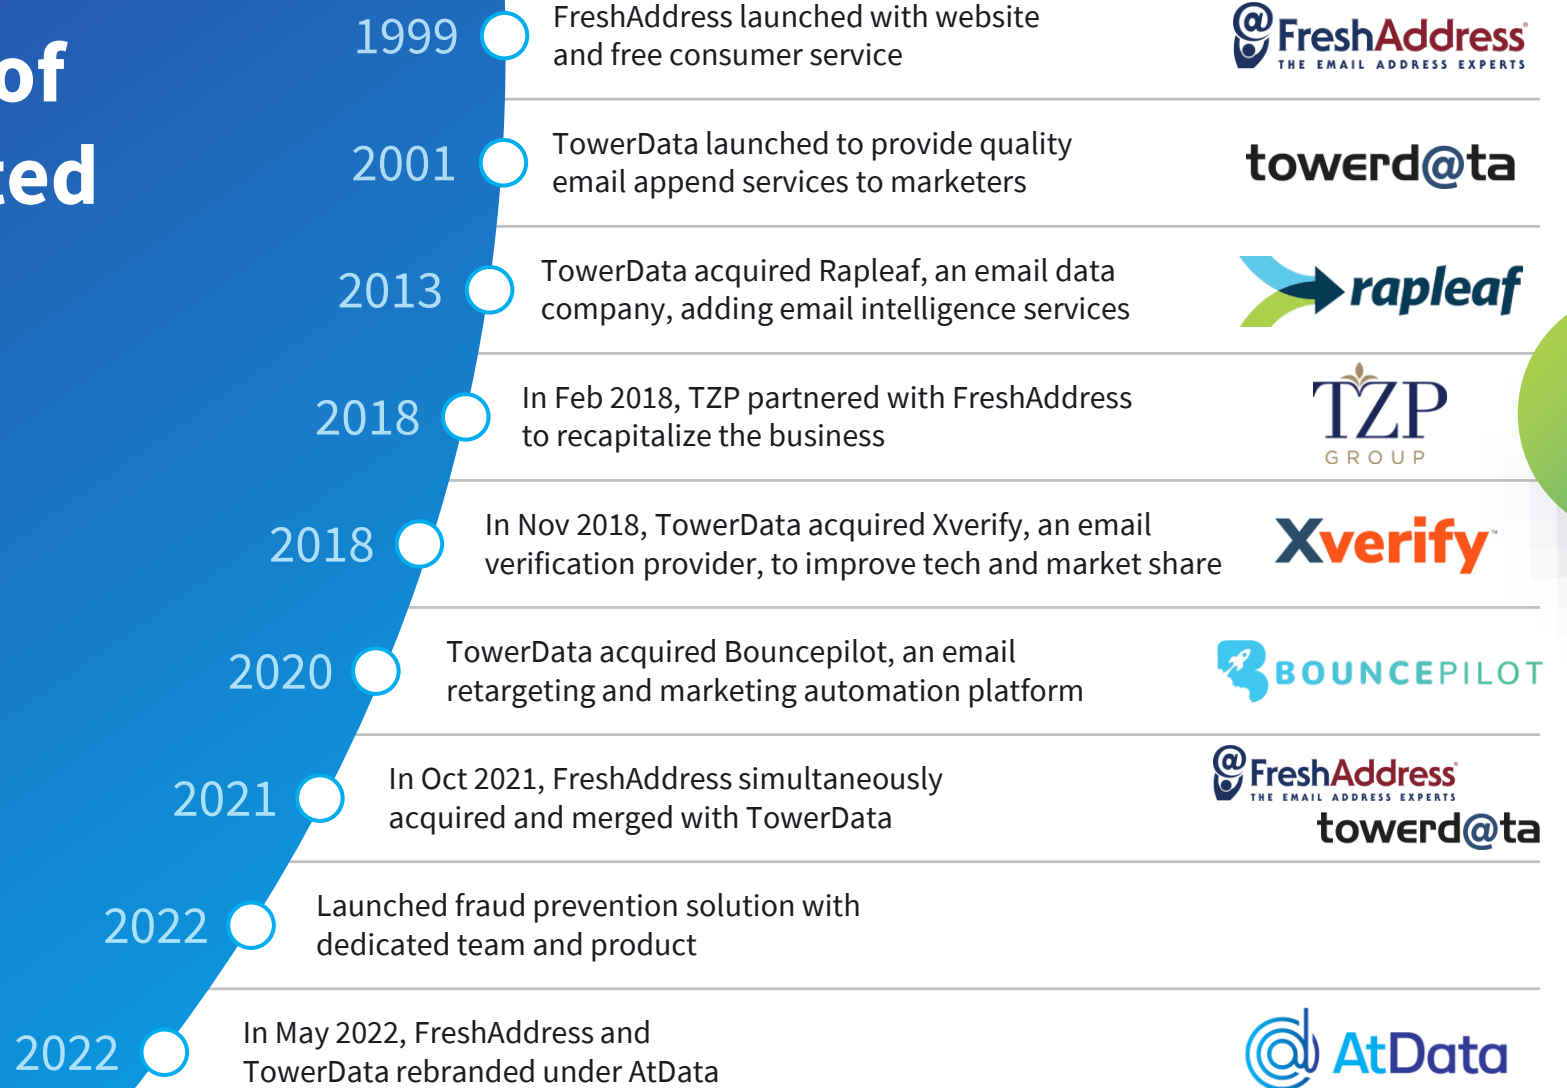 of
ted
1999
FreshAddress launched with website
and free consumer service
@FreshAddress®
THE EMAIL ADDRESS EXPERTS
2001
TowerData launched to provide quality
email append services to marketers
towerd@ta
2013
TowerData acquired Rapleaf, an email data
company, adding email intelligence services
rapleaf
2018
In Feb 2018, TZP partnered with FreshAddress
to recapitalize the business
TZP
GROUP
2018
In Nov 2018, TowerData acquired Xverify, an email
verification provider, to improve tech and market share
Xverify™
2020
TowerData acquired Bouncepilot, an email
retargeting and marketing automation platform
BOUNCEPILOT
2021
In Oct 2021, FreshAddress simultaneously
acquired and merged with TowerData
@FreshAddress®
THE EMAIL ADDRESS EXPERTS
towerd@ta
2022
Launched fraud prevention solution with
dedicated team and product
2022
In May 2022, FreshAddress and
TowerData rebranded under AtData
AtData